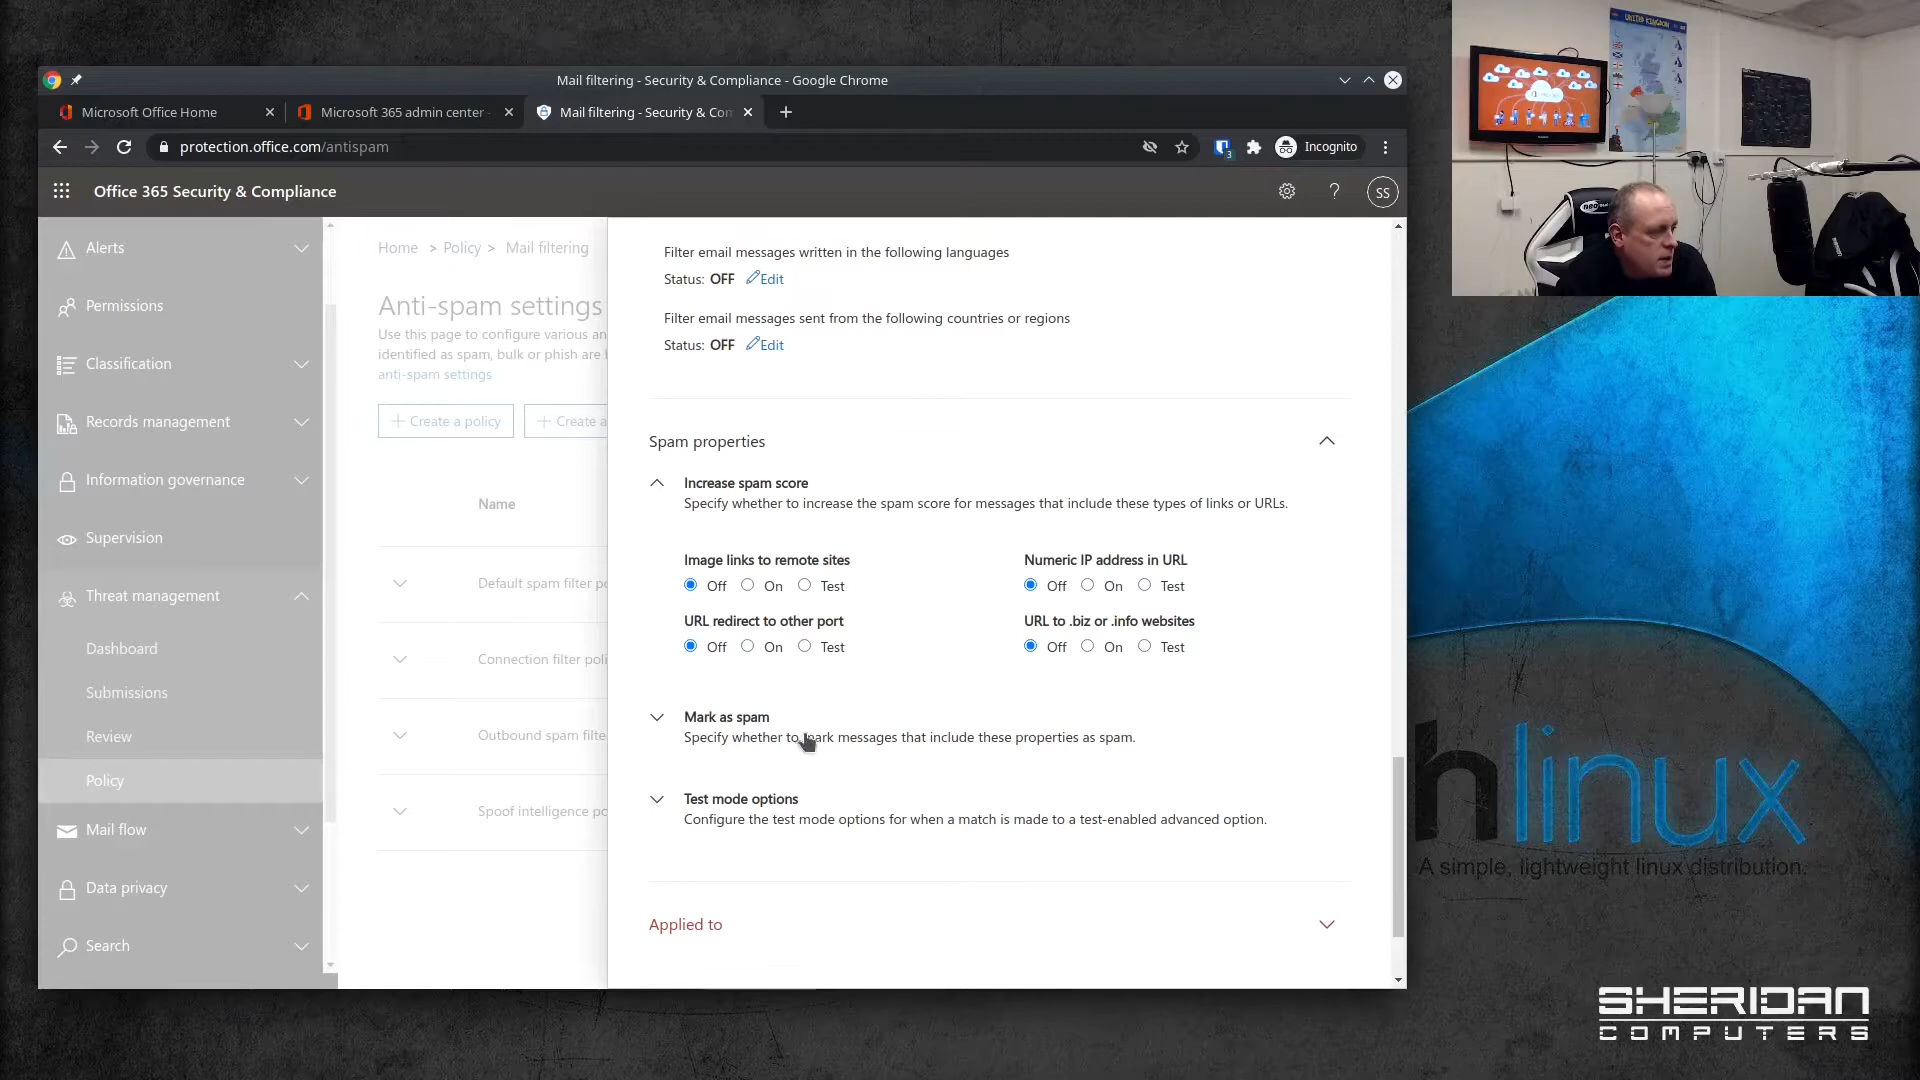 Mail filtering - Security & Compliance - Google Chrome
Microsoft Office Home
Microsoft 365 admin center -
Mail filtering - Security & Con
protection.office.com/antispam
3
Incognito
Office 365 Security & Compliance
SS
Alerts
Permissions
Classification
Records management
Information governance
Supervision
Threat management
Dashboard
Submissions
Review
Policy
Mail flow
Data privacy
Search
Home > Policy > Mail filtering
Anti-spam settings
Use this page to configure various an
identified as spam, bulk or phish are
anti-spam settings
Create a policy
Create a
Name
Default spam filter po
Connection filter poli
Outbound spam filte
Spoof intelligence po
Filter email messages written in the following languages
Status: OFF Edit
Filter email messages sent from the following countries or regions
Status: OFF Edit
Spam properties
Increase spam score
Specify whether to increase the spam score for messages that include these types of links or URLs.
Image links to remote sites
Off On Test
Numeric IP address in URL
Off On Test
URL redirect to other port
Off On Test
URL to .biz or .info websites
Off On Test
Mark as spam
Specify whether to mark messages that include these properties as spam.
Test mode options
Configure the test mode options for when a match is made to a test-enabled advanced option.
Applied to
UNITED KINGDOM
hlinux
A simple, lightweight linux distribution.
SHERIDAN
COMPUTERS